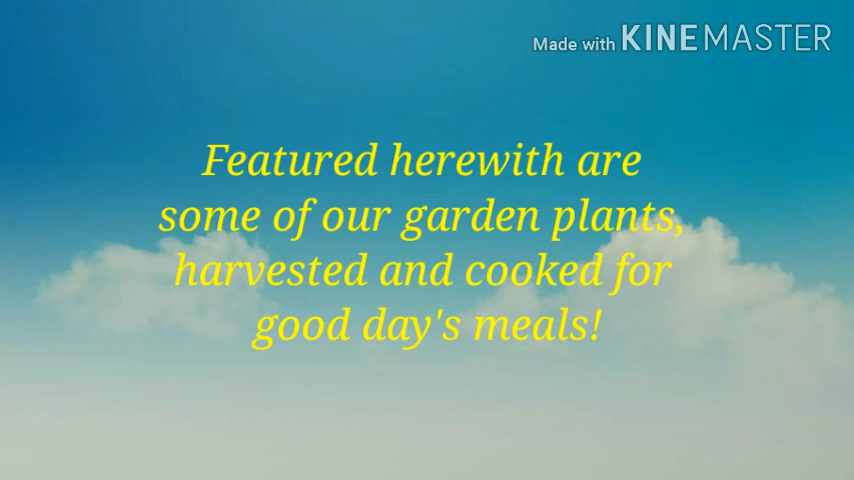 Made with KINEMASTER
Featured herewith are
some of our garden plants,
harvested and cooked for
good day's meals!